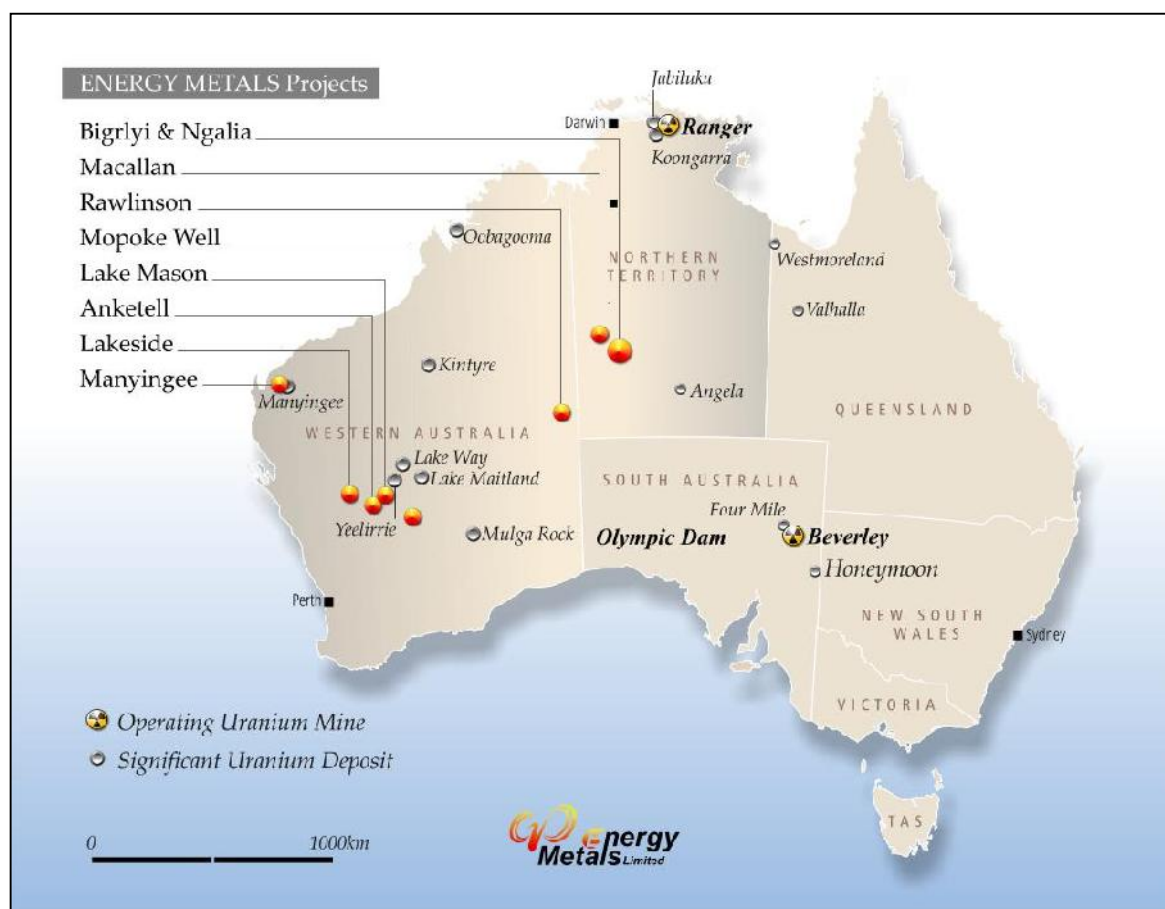 ENERGY METALS Projects
Bigrlyi & Ngalia
Macallan
Rawlinson
Mopoke Well
Lake Mason
Anketell
Lakeside
Manyingee
Jabiluka
Darwin
Ranger
Koongarra
Oobagooma
NORTHERN
TERRITORY
Westmoreland
Valhalla
Kintyre
Manyingee
Angela
QUEENSLAND
WESTERN AUSTRALIA
Lake Way
Lake Maitland
SOUTH AUSTRALIA
Four Mile
Yeelirrie
Mulga Rock
Olympic Dam
Beverley
Honeymoon
Perth
NEW SOUTH
WALES
Sydney
VICTORIA
Operating Uranium Mine
Significant Uranium Deposit
TAS
0 1000km
Energy
Metals Limited